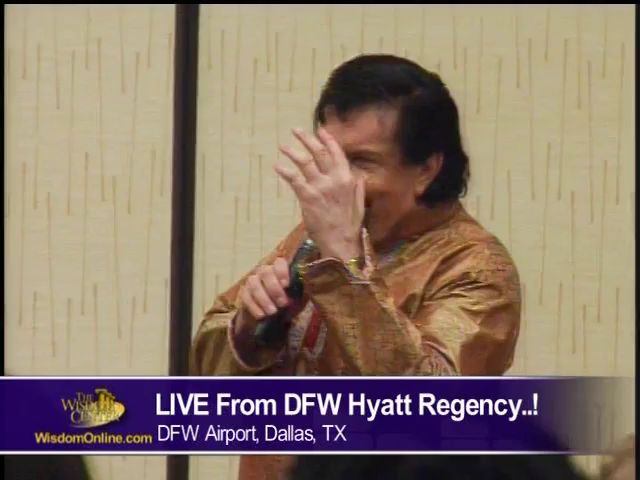 THE
WISDOM
CENTER
WisdomOnline.com
LIVE From DFW Hyatt Regency..!
DFW Airport, Dallas, TX